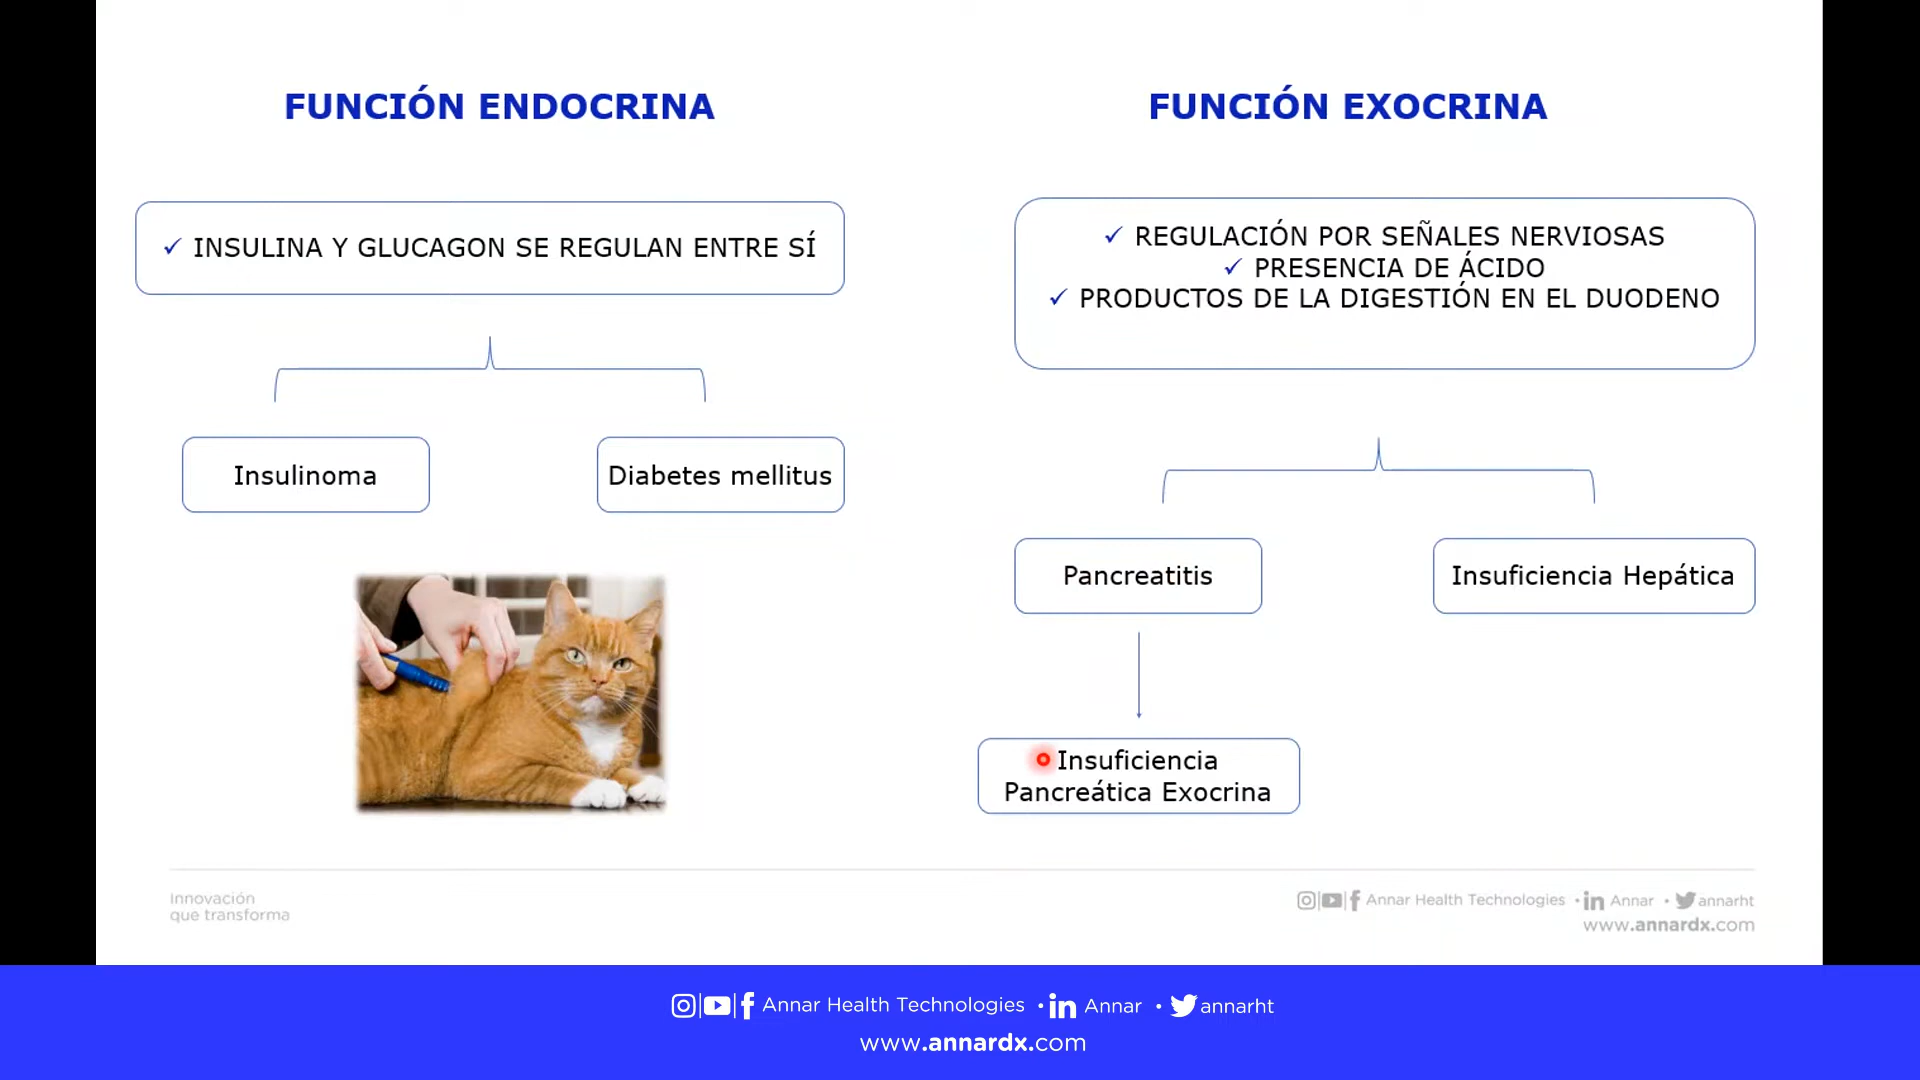 FUNCIÓN ENDOCRINA
INSULINA Y GLUCAGON SE REGULAN ENTRE SÍ
Insulinoma
Diabetes mellitus
FUNCIÓN EXOCRINA
REGULACIÓN POR SEÑALES NERVIOSAS
PRESENCIA DE ÁCIDO
PRODUCTOS DE LA DIGESTIÓN EN EL DUODENO
Pancreatitis
Insuficiencia Hepática
Insuficiencia
Pancreática Exocrina
Innovación
que transforma
Annar Health Technologies • in Annar • annarht
www.annardx.com
Annar Health Technologies • in Annar • annarht
www.annardx.com